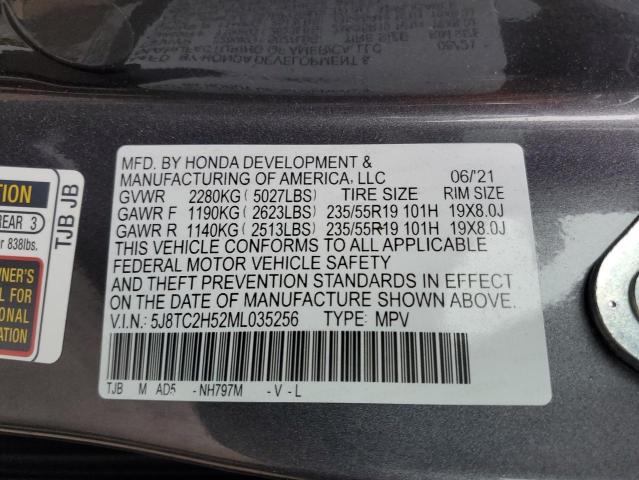 MFD. BY HONDA DEVELOPMENT &
MANUFACTURING OF AMERICA, LLC 06/'21
GVWR 2280KG ( 5027LBS) TIRE SIZE RIM SIZE
GAWR F 1190KG ( 2623LBS) 235/55R19 101H 19X8.0J
GAWR R 1140KG ( 2513LBS) 235/55R19 101H 19X8.0J
THIS VEHICLE CONFORMS TO ALL APPLICABLE
FEDERAL MOTOR VEHICLE SAFETY
AND THEFT PREVENTION STANDARDS IN EFFECT
ON THE DATE OF MANUFACTURE SHOWN ABOVE.
V.I.N.: 5J8TC2H52ML035256 TYPE: MPV
TJB M AD5 - NH797M - V - L
TJB JB
REAR 3
r 838lbs.
NER'S
L FOR
IONAL